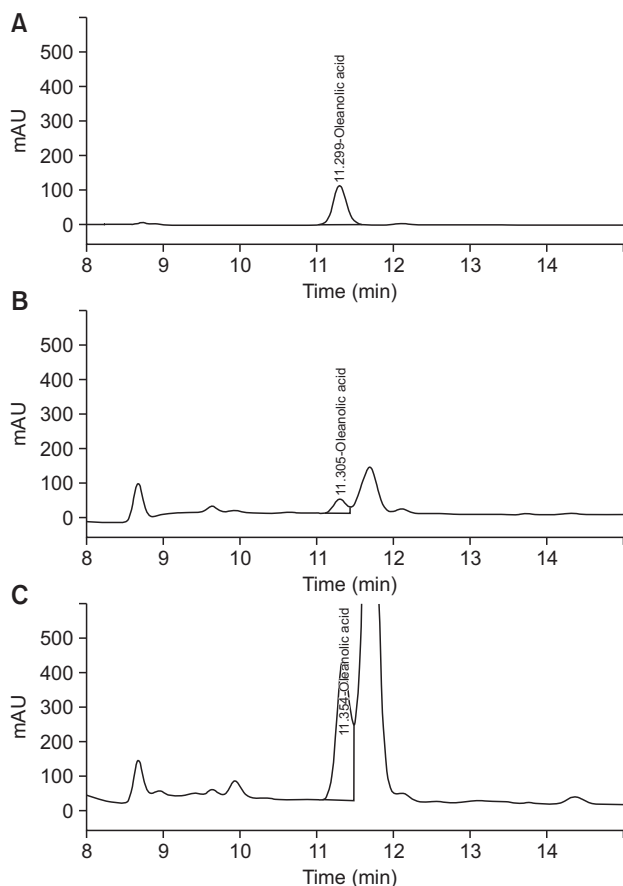 A
500
400
300
200
100
0
mAU
11.299-Oleanolic acid
8 9 10 11 12 13 14
Time (min)
B
500
400
300
200
100
0
mAU
11.305-Oleanolic acid
8 9 10 11 12 13 14
Time (min)
C
500
400
300
200
100
0
mAU
11.354-Oleanolic acid
8 9 10 11 12 13 14
Time (min)